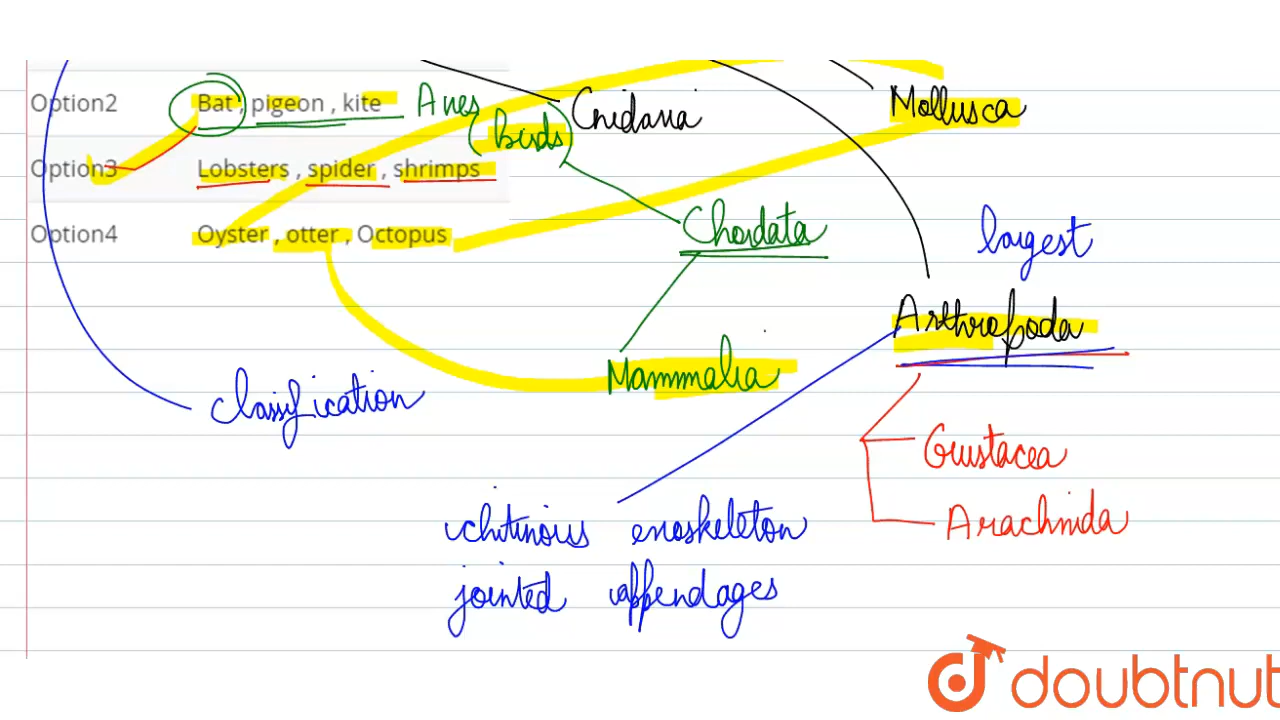 Option2 Bat , pigeon , kite Aves Cnidaria Mollusca
(Birds)
Option3 Lobsters , spider , shrimps
Option4 Oyster , otter , Octopus Chordata largest
Arthropoda
Mammalia
Classification
Crustacea
chitinous exoskeleton Arachnida
jointed appendages
doubtnut